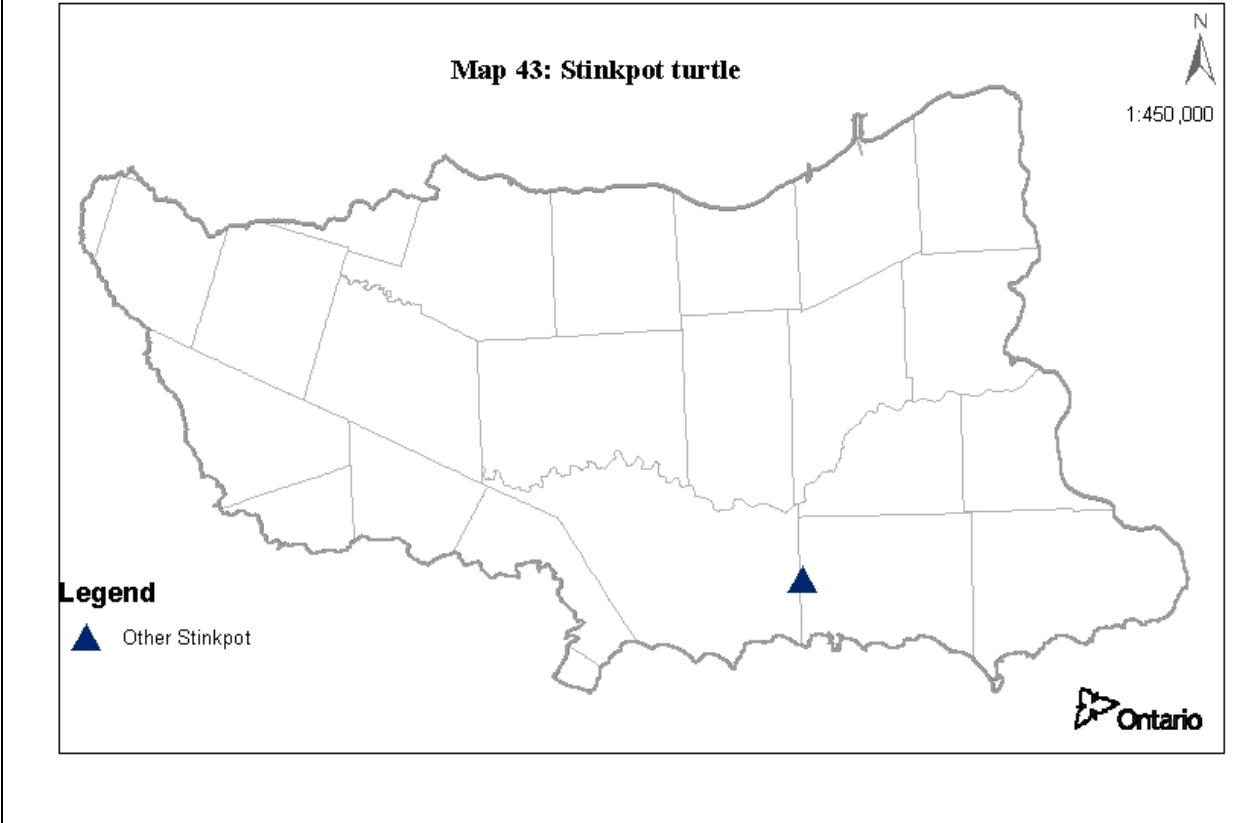 N
Map 43: Stinkpot turtle
1:450,000
Legend
Other Stinkpot
Ontario